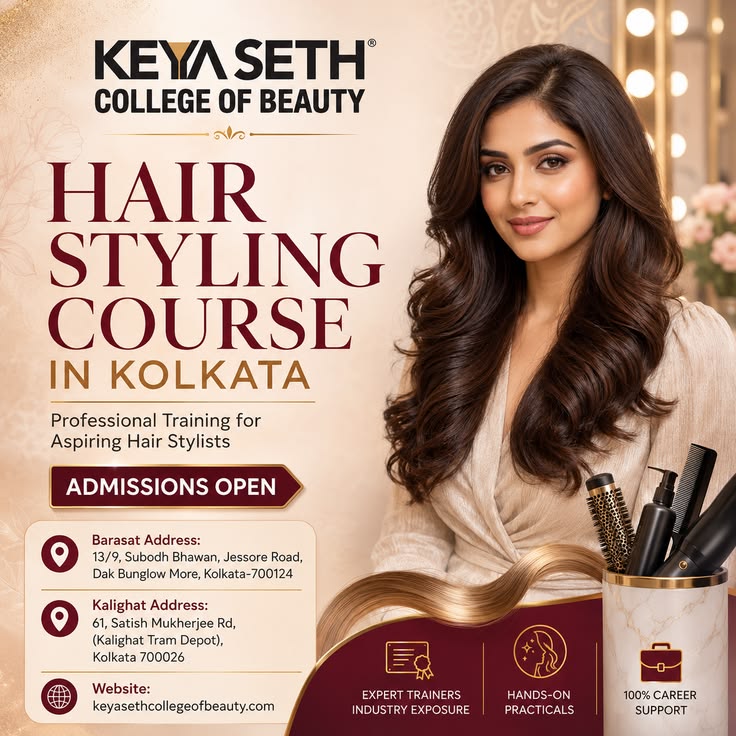 KEYA SETH®
COLLEGE OF BEAUTY
HAIR
STYLING
COURSE
IN KOLKATA
Professional Training for
Aspiring Hair Stylists
ADMISSIONS OPEN
Barasat Address:
13/9, Subodh Bhawan, Jessore Road,
Dak Bunglow More, Kolkata-700124
Kalighat Address:
61, Satish Mukherjee Rd,
(Kalighat Tram Depot),
Kolkata 700026
Website:
keyasethcollegeofbeauty.com
EXPERT TRAINERS
INDUSTRY EXPOSURE
HANDS-ON
PRACTICALS
100% CAREER
SUPPORT